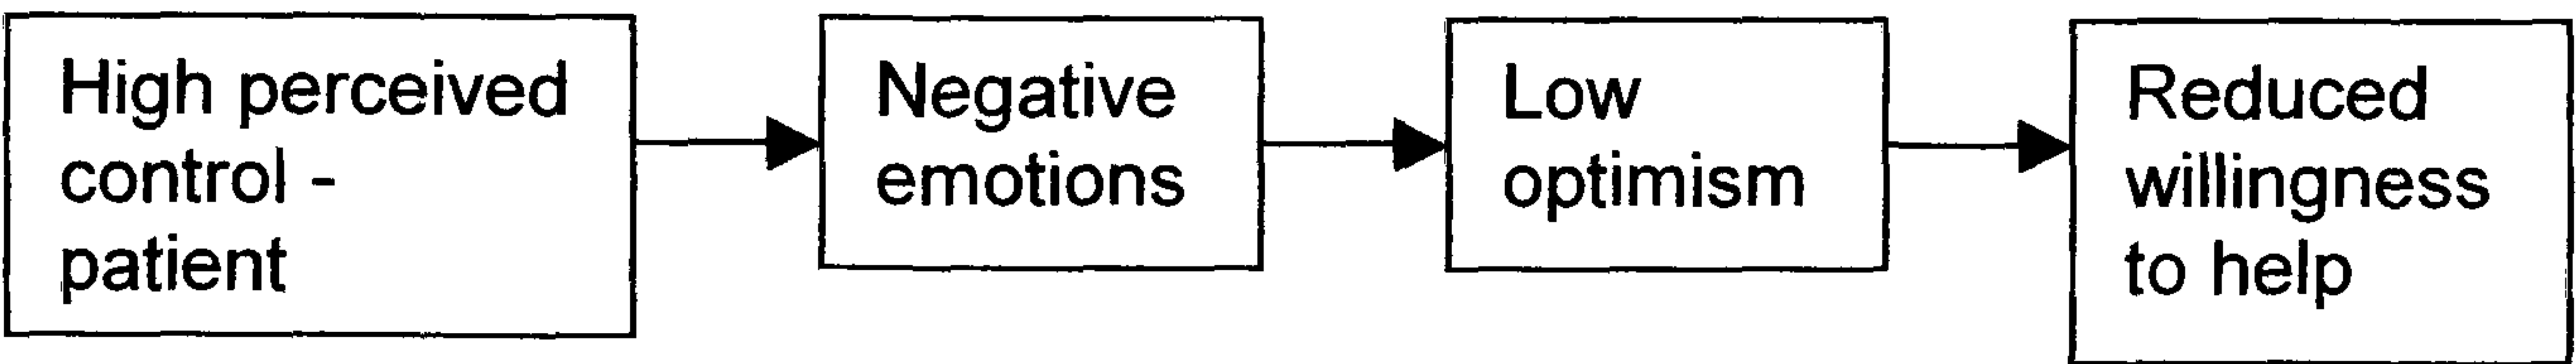 High perceived
control -
patient
Negative
emotions
Low
optimism
Reduced
willingness
to help